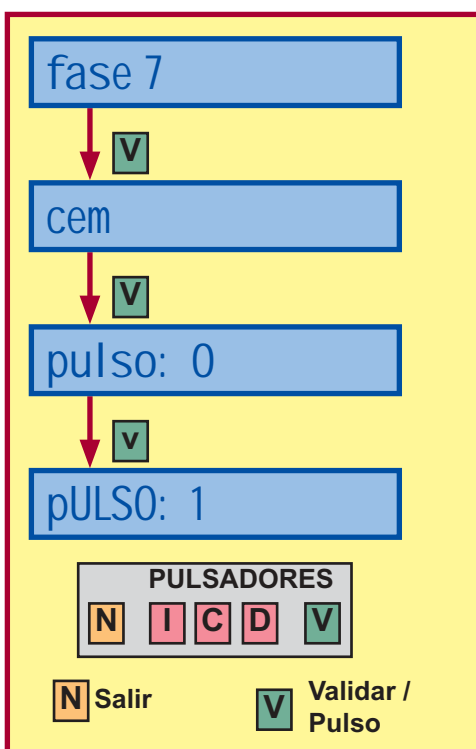 fase 7
V
cem
V
pulso: 0
v
pULSO: 1
PULSADORES
N I C D V
N Salir
V Validar /
Pulso